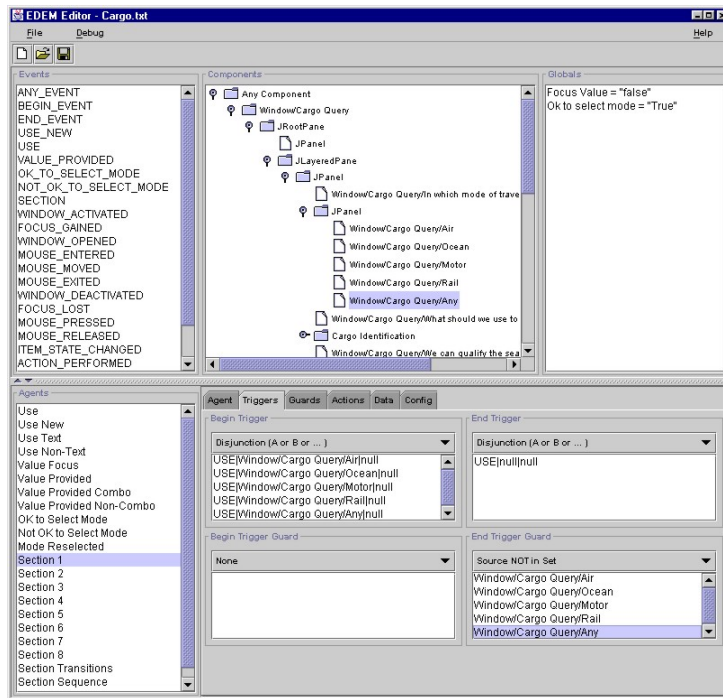 EDEM Editor - Cargo.txt
File Debug Help
Events
ANY_EVENT
BEGIN_EVENT
END_EVENT
USE_NEW
USE
VALUE_PROVIDED
OK_TO_SELECT_MODE
NOT_OK_TO_SELECT_MODE
SECTION
WINDOW_ACTIVATED
FOCUS_GAINED
WINDOW_OPENED
MOUSE_ENTERED
MOUSE_MOVED
MOUSE_EXITED
WINDOW_DEACTIVATED
FOCUS_LOST
MOUSE_PRESSED
MOUSE_RELEASED
ITEM_STATE_CHANGED
ACTION_PERFORMED
Components
Any Component
Window/Cargo Query
JRootPane
JPanel
JLayeredPane
JPanel
Window/Cargo Query/In which mode of trave
JPanel
Window/Cargo Query/Air
Window/Cargo Query/Ocean
Window/Cargo Query/Motor
Window/Cargo Query/Rail
Window/Cargo Query/Any
Window/Cargo Query/What should we use to
Cargo Identification
Window/Cargo Query/We can qualify the sea
Globals
Focus Value = "false"
Ok to select mode = "True"
Agents
Use
Use New
Use Text
Use Non-Text
Value Focus
Value Provided
Value Provided Combo
Value Provided Non-Combo
OK to Select Mode
Not OK to Select Mode
Mode Reselected
Section 1
Section 2
Section 3
Section 4
Section 5
Section 6
Section 7
Section 8
Section Transitions
Section Sequence
Agent Triggers Guards Actions Data Config
Begin Trigger
Disjunction (A or B or ... )
USE|Window/Cargo Query/Air|null
USE|Window/Cargo Query/Ocean|null
USE|Window/Cargo Query/Motor|null
USE|Window/Cargo Query/Rail|null
USE|Window/Cargo Query/Any|null
End Trigger
Disjunction (A or B or ... )
USE|null|null
Begin Trigger Guard
None
End Trigger Guard
Source NOT in Set
Window/Cargo Query/Air
Window/Cargo Query/Ocean
Window/Cargo Query/Motor
Window/Cargo Query/Rail
Window/Cargo Query/Any